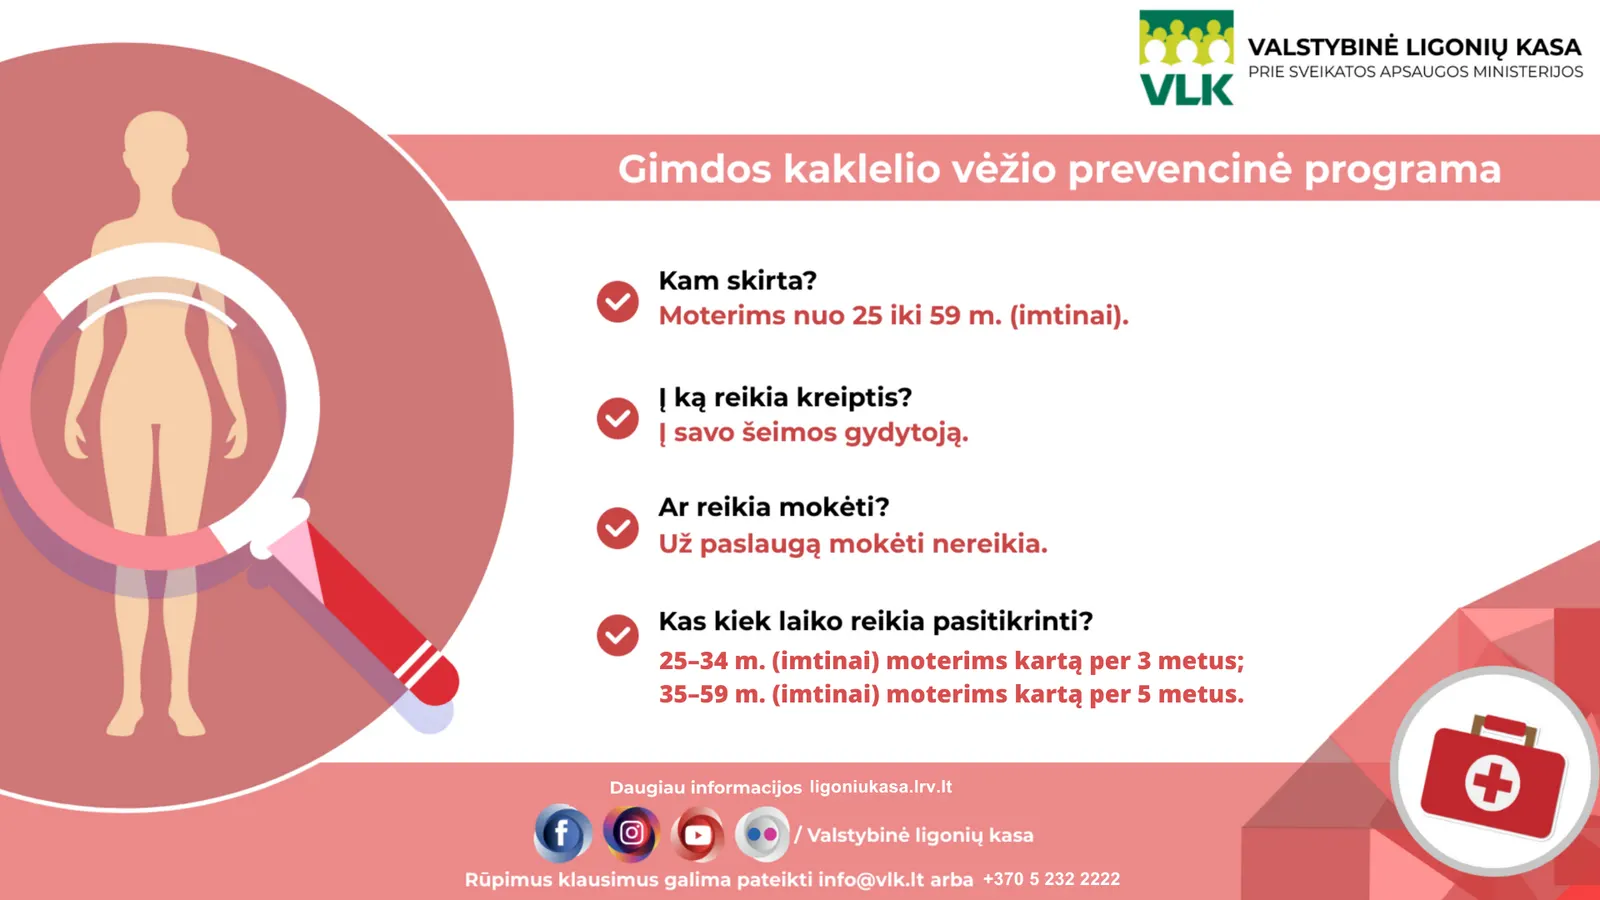 VLK
VALSTYBINĖ LIGONIŲ KASA
PRIE SVEIKATOS APSAUGOS MINISTERIJOS
Gimdos kaklelio vėžio prevencinė programa
Kam skirta?
Moterims nuo 25 iki 59 m. (imtinai).
Į ką reikia kreiptis?
Į savo šeimos gydytoją.
Ar reikia mokėti?
Už paslaugą mokėti nereikia.
Kas kiek laiko reikia pasitikrinti?
25–34 m. (imtinai) moterims kartą per 3 metus;
35–59 m. (imtinai) moterims kartą per 5 metus.
Daugiau informacijos ligoniukasa.lrv.lt
/ Valstybinė ligonių kasa
Rūpimus klausimus galima pateikti info@vlk.lt arba +370 5 232 2222